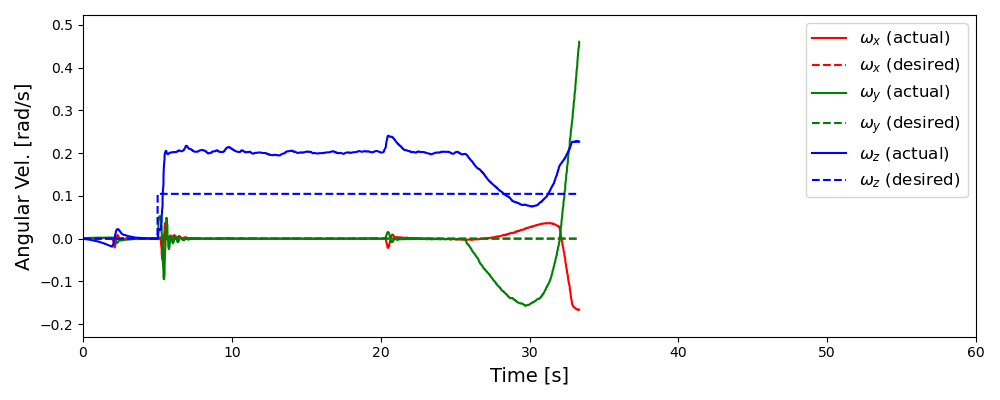 0.5
0.4
0.3
0.2
0.1
0.0
−0.1
−0.2
Angular Vel. [rad/s]
0 10 20 30 40 50 60
Time [s]
ωx (actual)
ωx (desired)
ωy (actual)
ωy (desired)
ωz (actual)
ωz (desired)